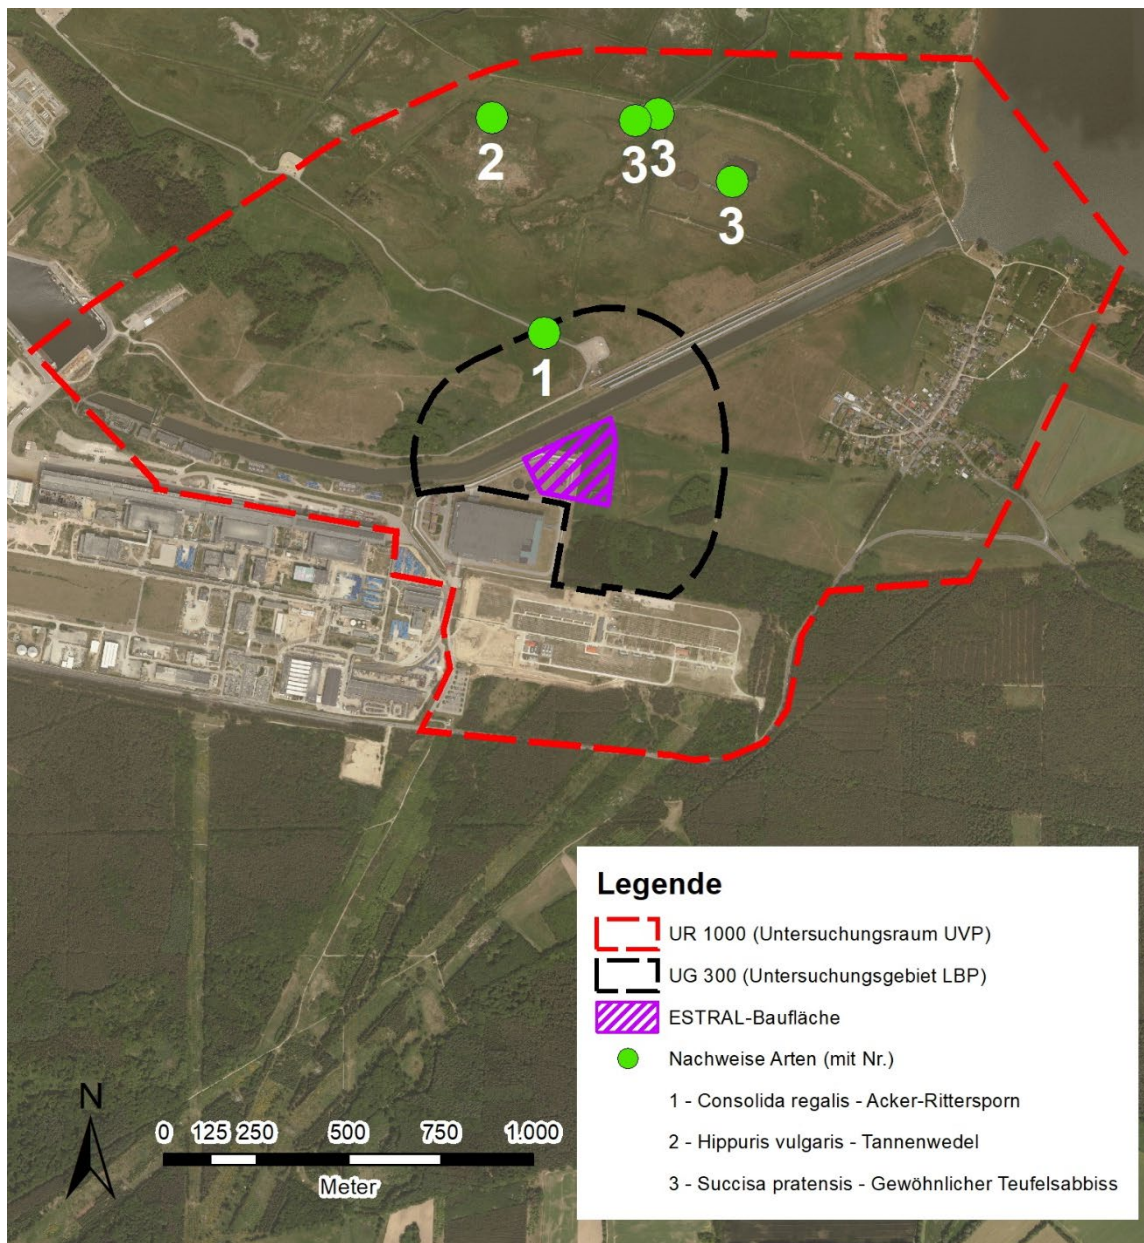 2
3
3
3
1
Legende
UR 1000 (Untersuchungsraum UVP)
UG 300 (Untersuchungsgebiet LBP)
ESTRAL-Baufläche
Nachweise Arten (mit Nr.)
1 - Consolida regalis - Acker-Rittersporn
2 - Hippuris vulgaris - Tannenwedel
3 - Succisa pratensis - Gewöhnlicher Teufelsabbiss
N
0 125 250 500 750 1.000
Meter